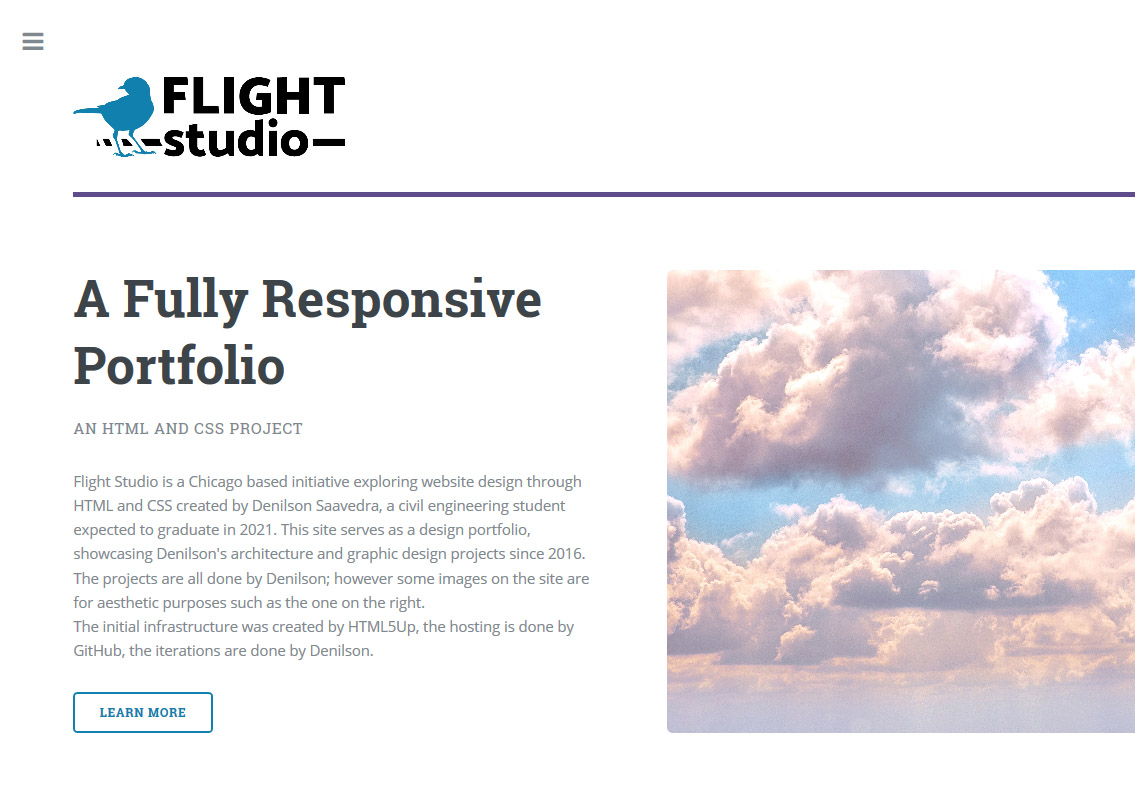 FLIGHT
studio
A Fully Responsive
Portfolio
AN HTML AND CSS PROJECT
Flight Studio is a Chicago based initiative exploring website design through
HTML and CSS created by Denilson Saavedra, a civil engineering student
expected to graduate in 2021. This site serves as a design portfolio,
showcasing Denilson's architecture and graphic design projects since 2016.
The projects are all done by Denilson; however some images on the site are
for aesthetic purposes such as the one on the right.
The initial infrastructure was created by HTML5Up, the hosting is done by
GitHub, the iterations are done by Denilson.
LEARN MORE